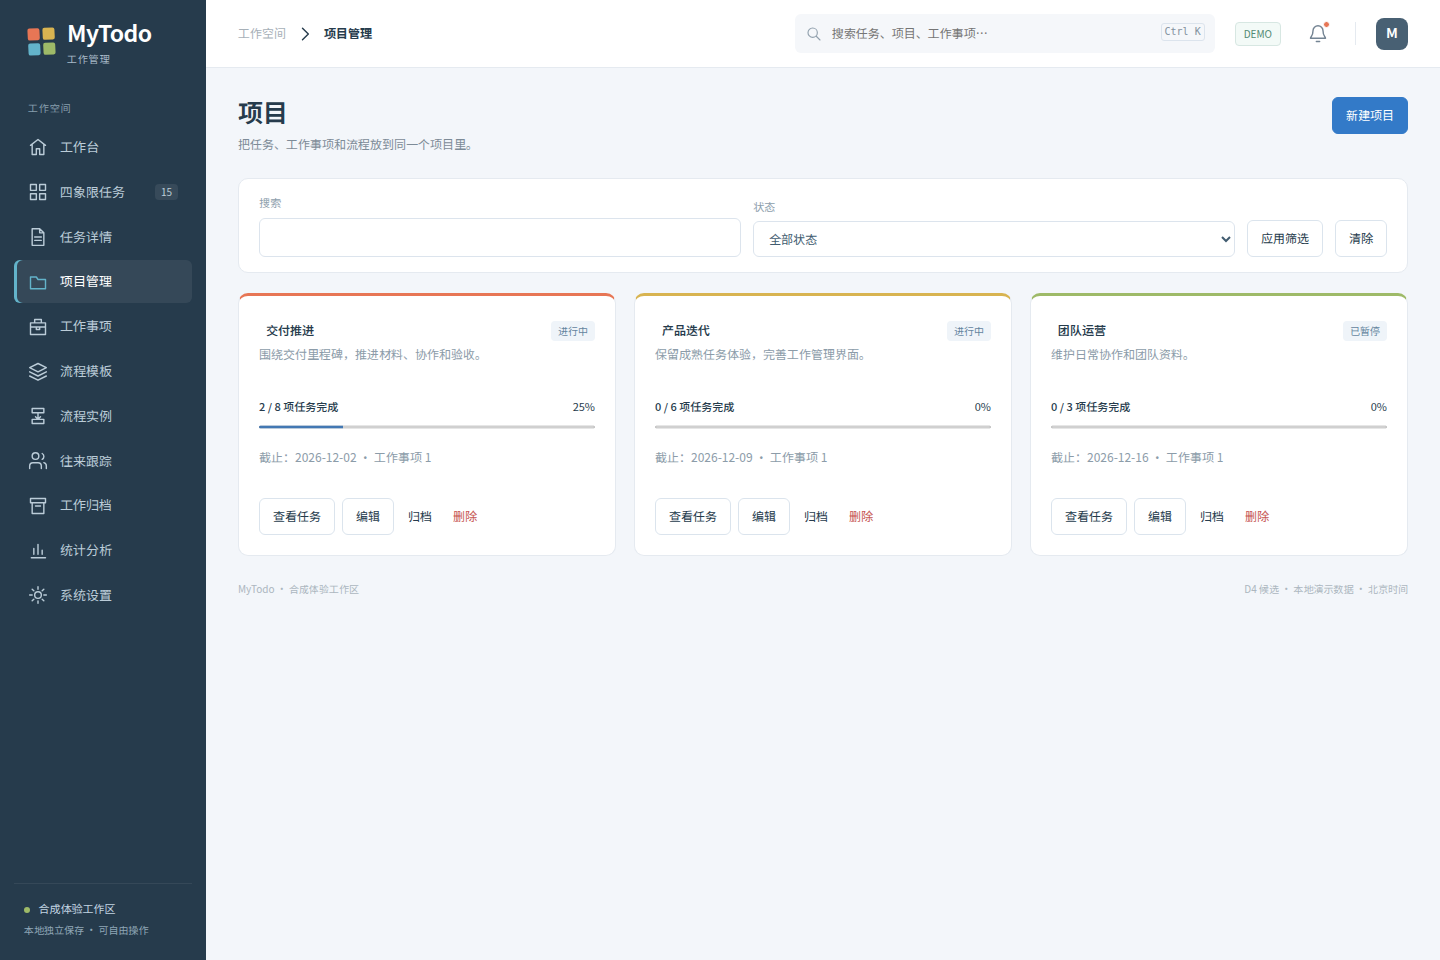 MyTodo
工作管理
工作空间
工作台
四象限任务 15
任务详情
项目管理
工作事项
流程模板
流程实例
往来跟踪
工作归档
统计分析
系统设置
合成体验工作区
本地独立保存 · 可自由操作
工作空间 项目管理
搜索任务、项目、工作事项… Ctrl K
DEMO
M
项目
把任务、工作事项和流程放到同一个项目里。
新建项目
搜索
状态
全部状态
应用筛选
清除
交付推进 进行中
围绕交付里程碑，推进材料、协作和验收。
2 / 8 项任务完成 25%
截止：2026-12-02 · 工作事项 1
查看任务 编辑 归档 删除
产品迭代 进行中
保留成熟任务体验，完善工作管理界面。
0 / 6 项任务完成 0%
截止：2026-12-09 · 工作事项 1
查看任务 编辑 归档 删除
团队运营 已暂停
维护日常协作和团队资料。
0 / 3 项任务完成 0%
截止：2026-12-16 · 工作事项 1
查看任务 编辑 归档 删除
MyTodo · 合成体验工作区
D4 候选 · 本地演示数据 · 北京时间